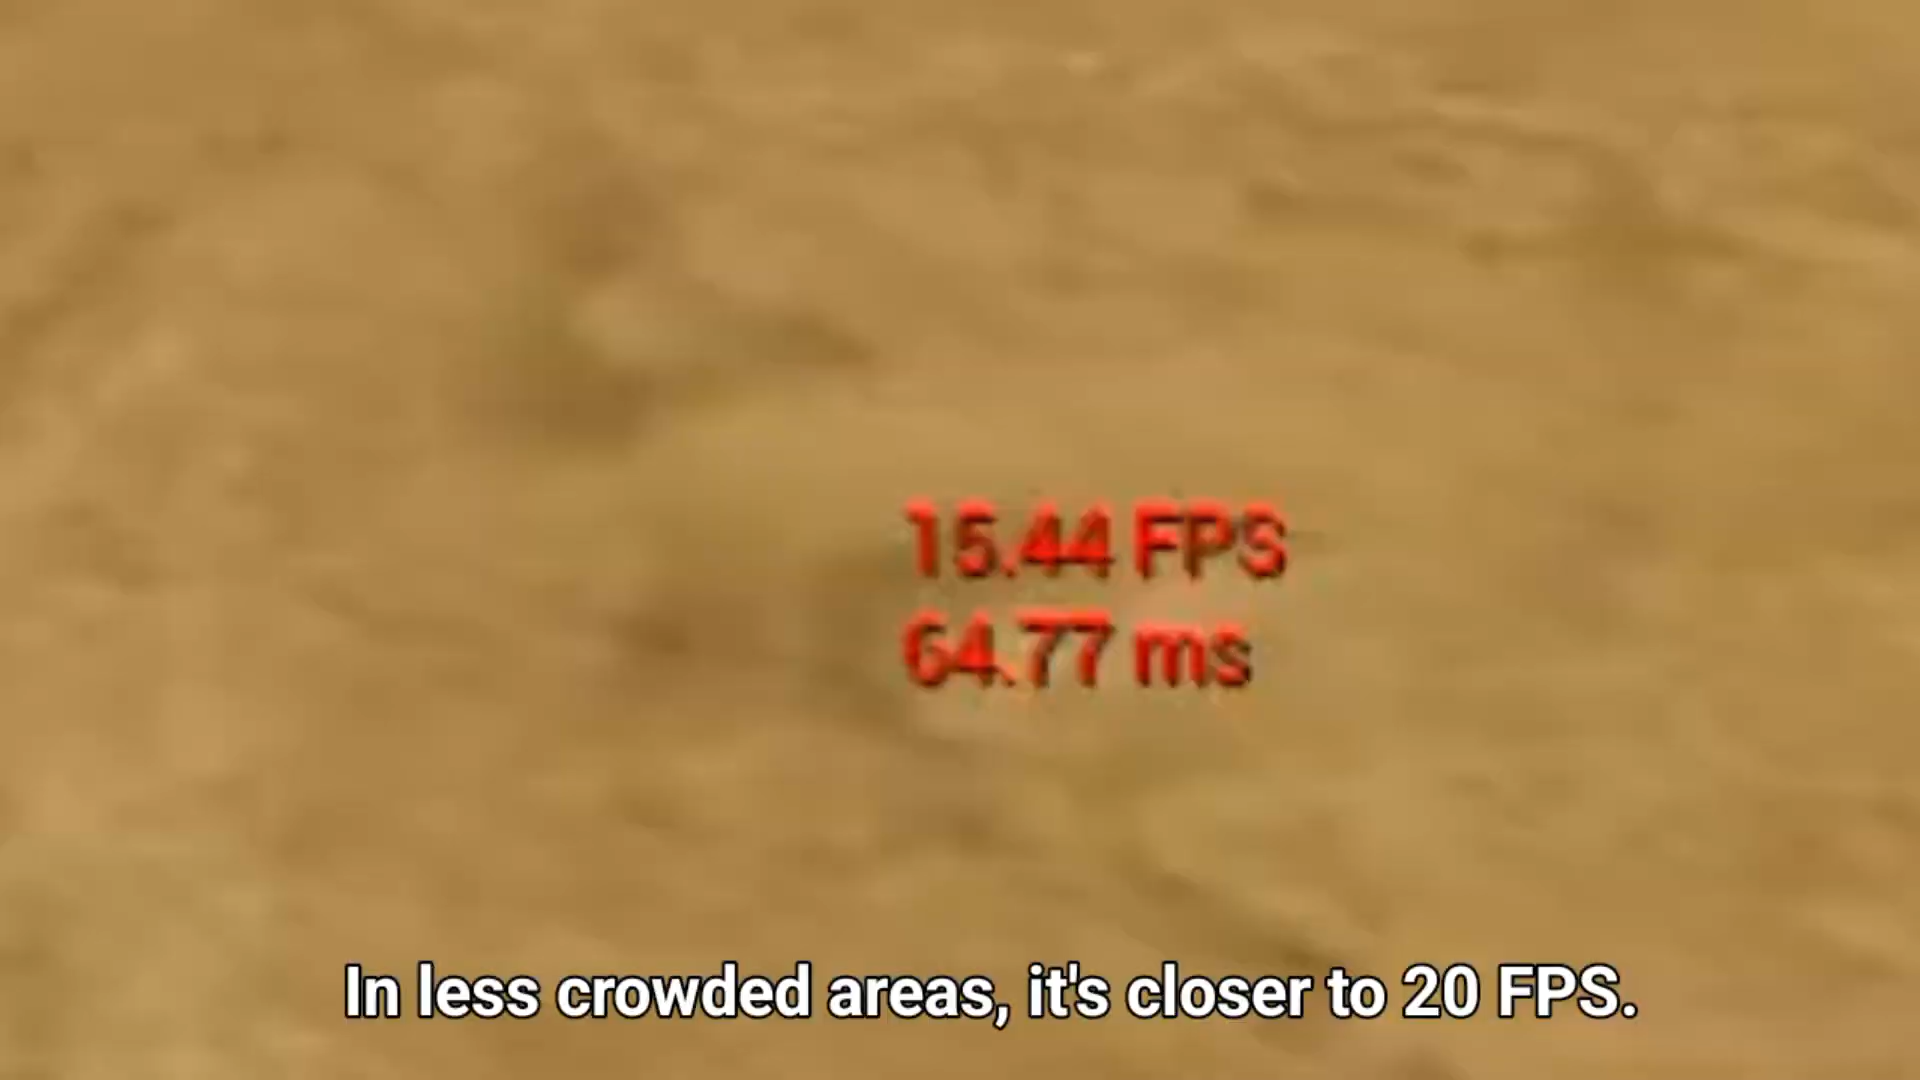 15.44 FPS
64.77 ms
In less crowded areas, it's closer to 20 FPS.